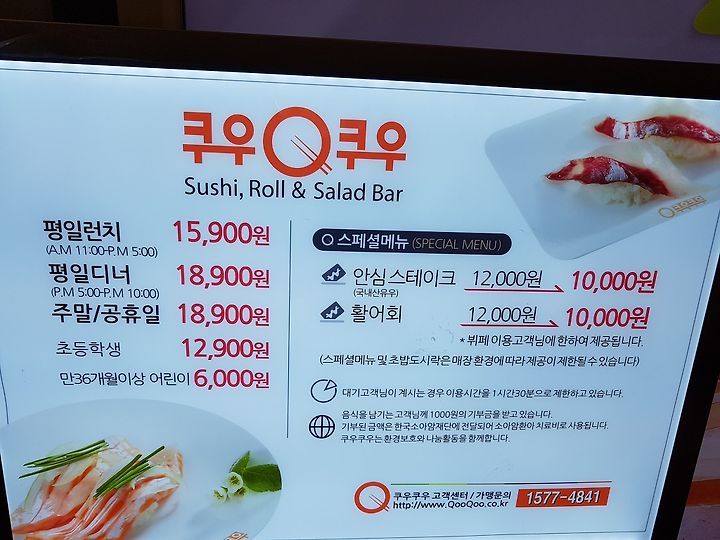 쿠우Q쿠우
Sushi, Roll & Salad Bar
평일런치 15,900원
(A.M 11:00-P.M 5:00)
평일디너 18,900원
(P.M 5:00-P.M 10:00)
주말/공휴일 18,900원
초등학생 12,900원
만36개월이상 어린이 6,000원
스페셜메뉴 (SPECIAL MENU)
안심스테이크 12,000원 10,000원
(국내산유우)
활어회 12,000원 10,000원
* 뷔페 이용고객님에 한하여 제공됩니다.
(스페셜메뉴 및 초밥도시락은 매장 환경에 따라 제공이 제한될 수 있습니다)
대기고객님이 계시는 경우 이용시간을 1시간30분으로 제한하고 있습니다.
음식을 남기는 고객님께 1000원의 기부금을 받고 있습니다.
기부된 금액은 한국소아암재단에 전달되어 소아암환아 치료비로 사용됩니다.
쿠우쿠우는 환경보호와 나눔활동을 함께합니다.
쿠우쿠우 고객센터 / 가맹문의 1577-4841
http://www.QooQoo.co.kr